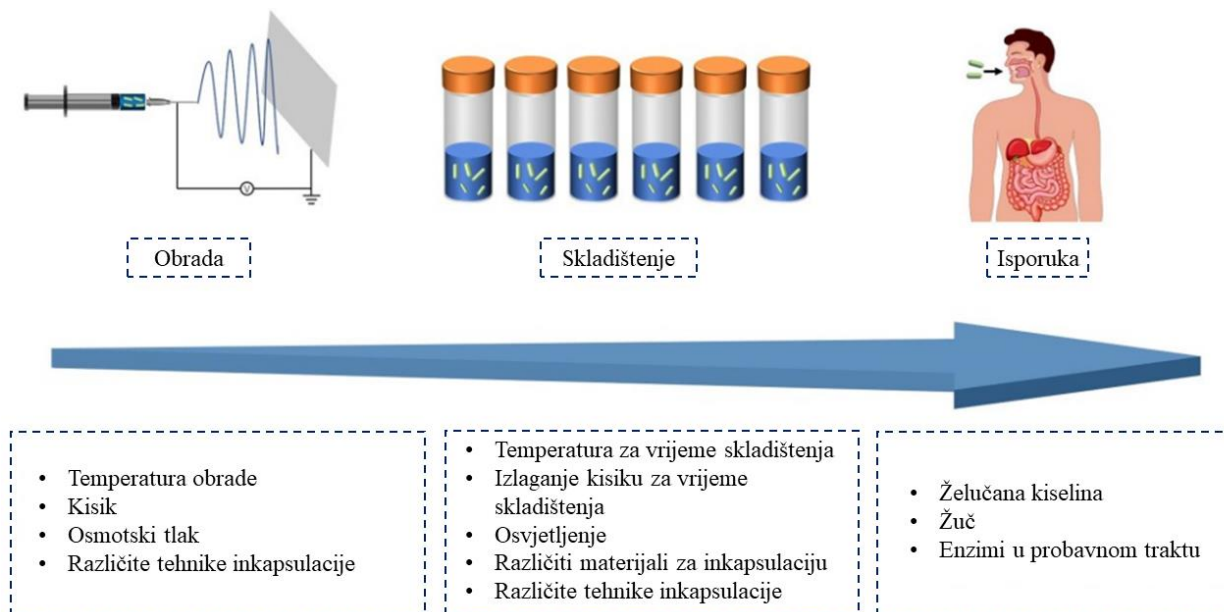 V
Obrada
Skladištenje
Isporuka
• Temperatura obrade
• Kisik
• Osmotski tlak
• Različite tehnike inkapsulacije
• Temperatura za vrijeme skladištenja
• Izlaganje kisiku za vrijeme
skladištenja
• Osvjetljenje
• Različiti materijali za inkapsulaciju
• Različite tehnike inkapsulacije
• Želučana kiselina
• Žuč
• Enzimi u probavnom traktu